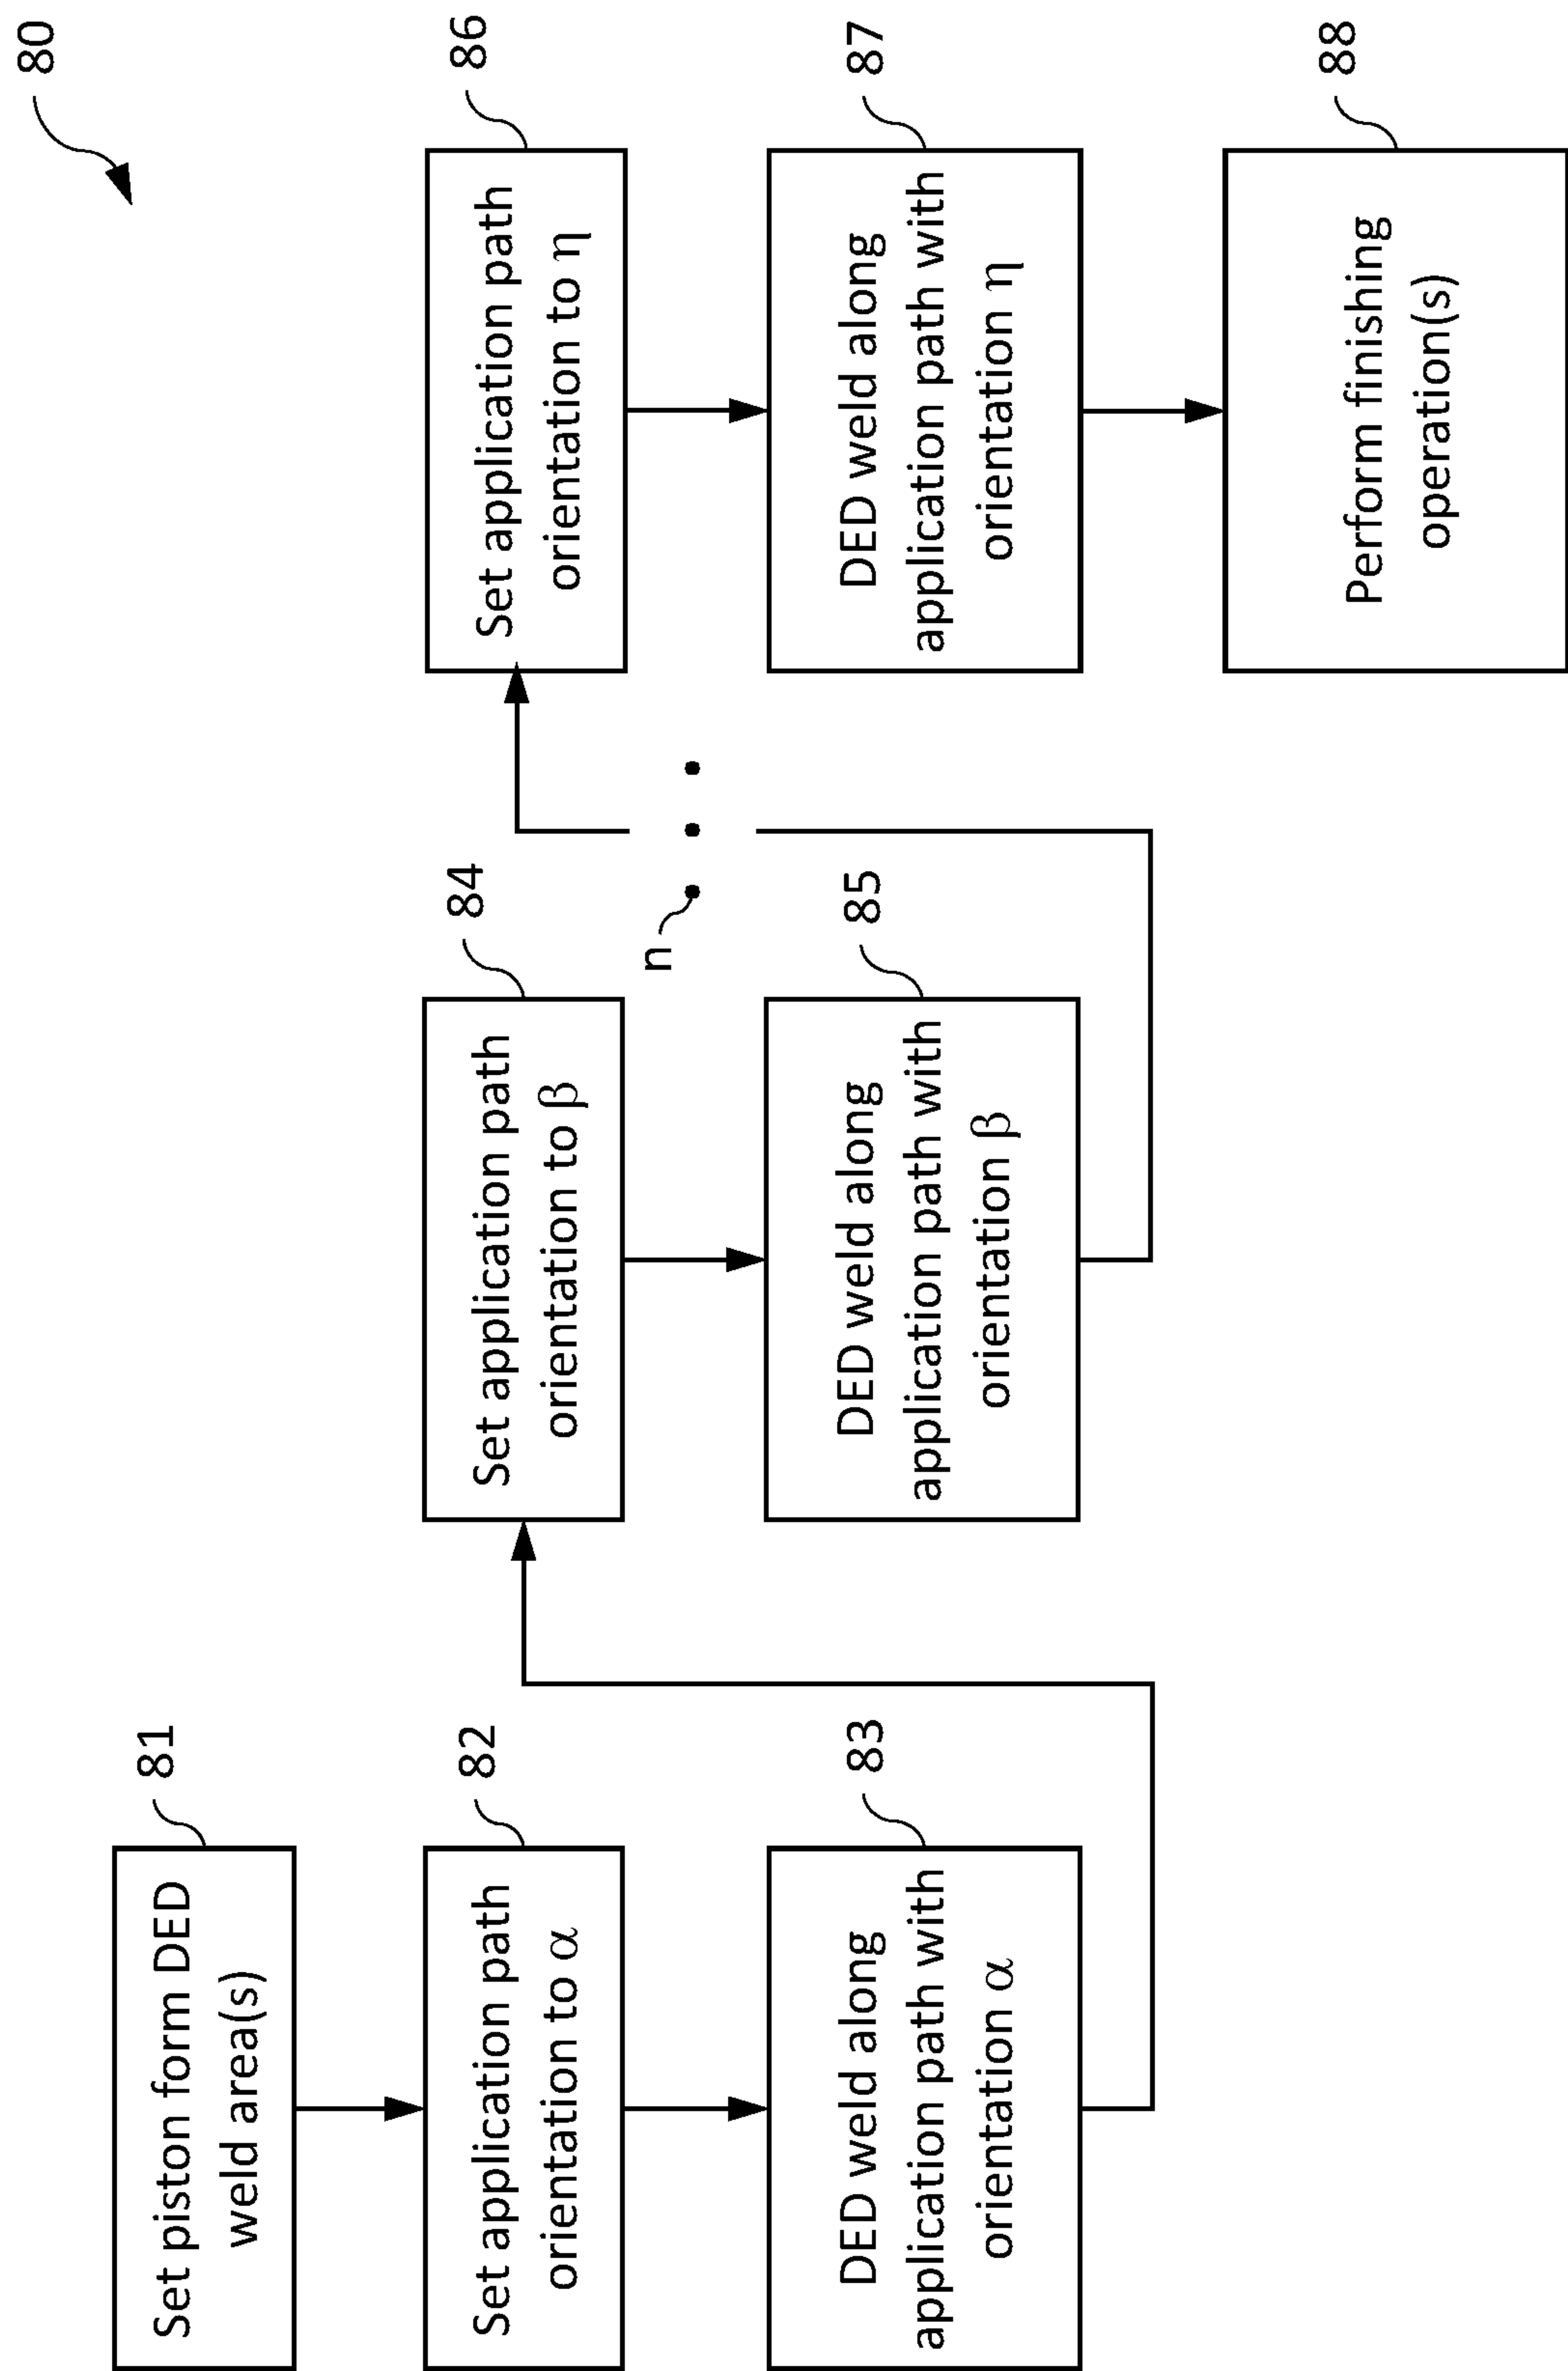 80
81
Set piston form DED
weld area(s)
82
Set application path
orientation to α
83
DED weld along
application path with
orientation α
84
Set application path
orientation to β
85
DED weld along
application path with
orientation β
n
86
Set application path
orientation to η
87
DED weld along
application path with
orientation η
88
Perform finishing
operation(s)